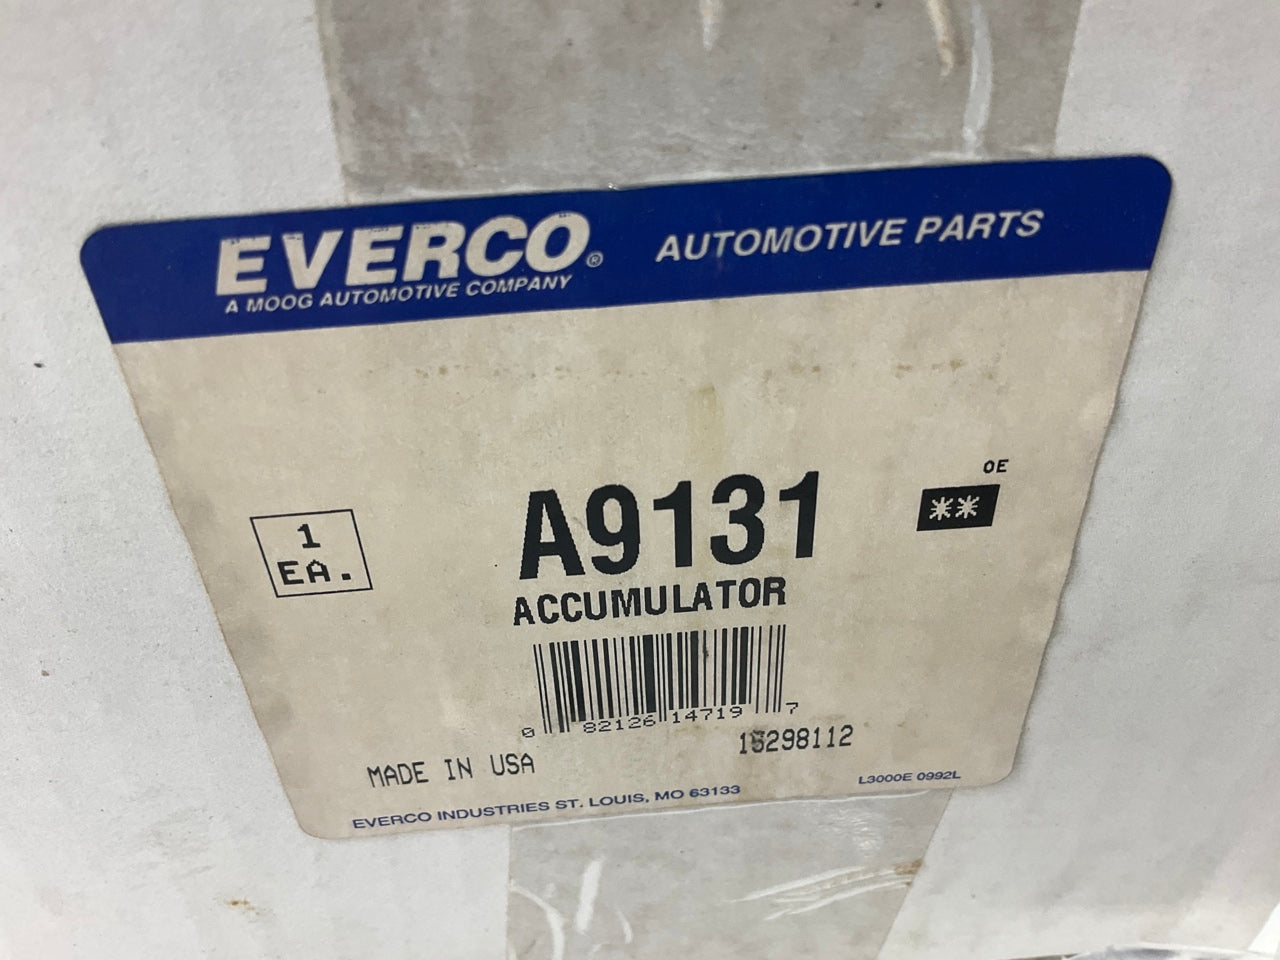 EVERCO®
A MOOG AUTOMOTIVE COMPANY
AUTOMOTIVE PARTS
OE
**
1
EA.
A9131
ACCUMULATOR
0 82126 14719 7
MADE IN USA
EVERCO INDUSTRIES ST. LOUIS, MO 63133
L3000E 0992L